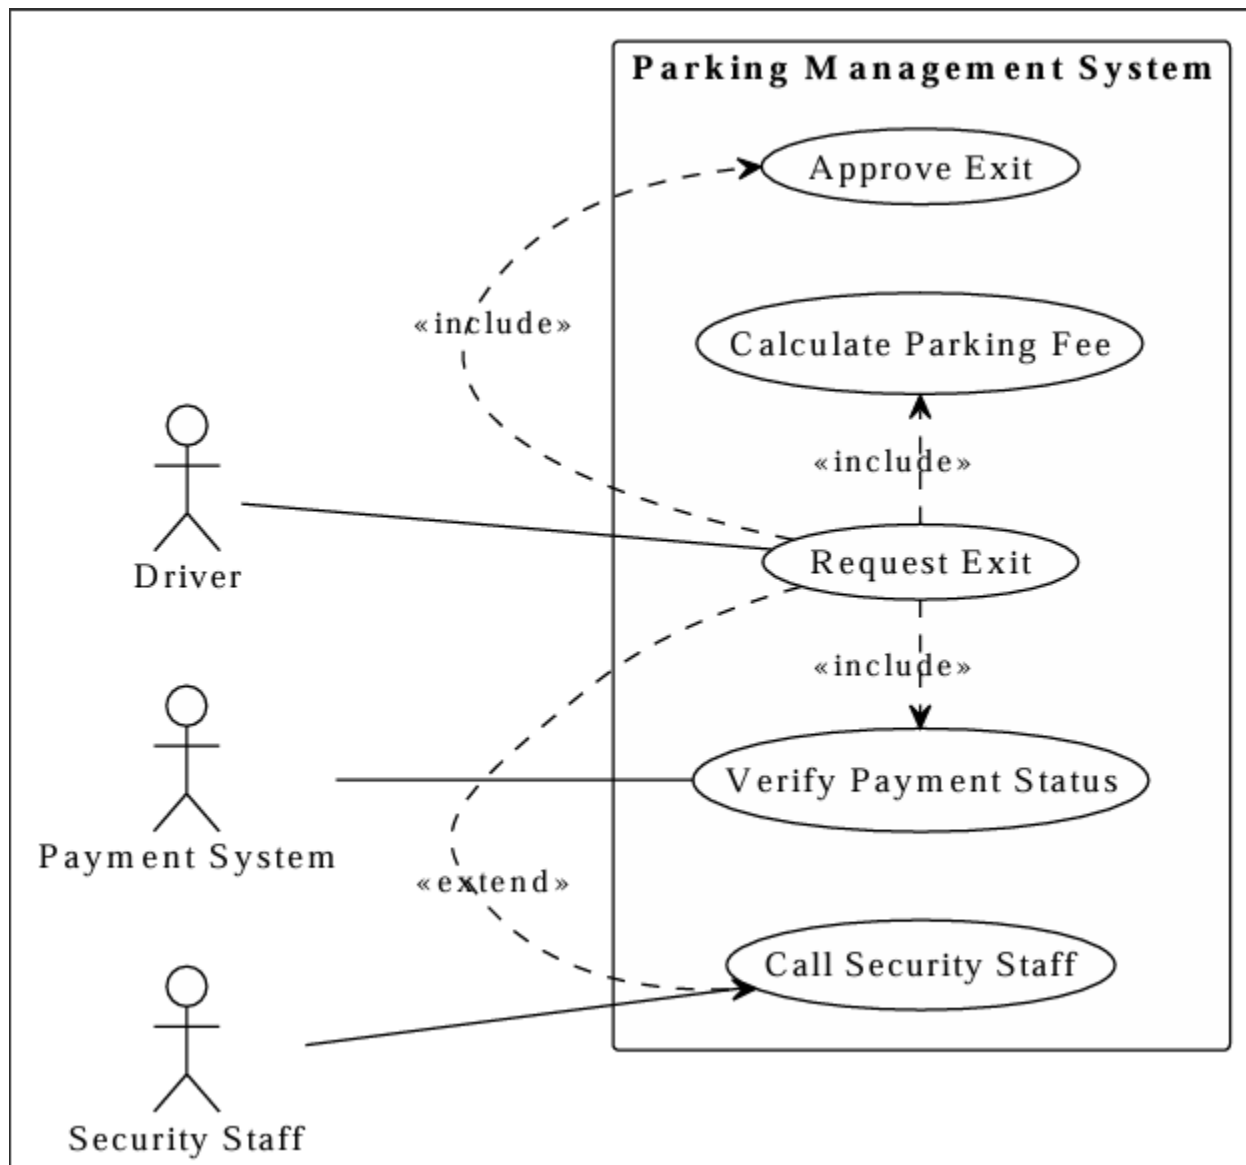 Parking Management System
Approve Exit
«include»
Calculate Parking Fee
«include»
Driver
Request Exit
«include»
Payment System
Verify Payment Status
«extend»
Call Security Staff
Security Staff